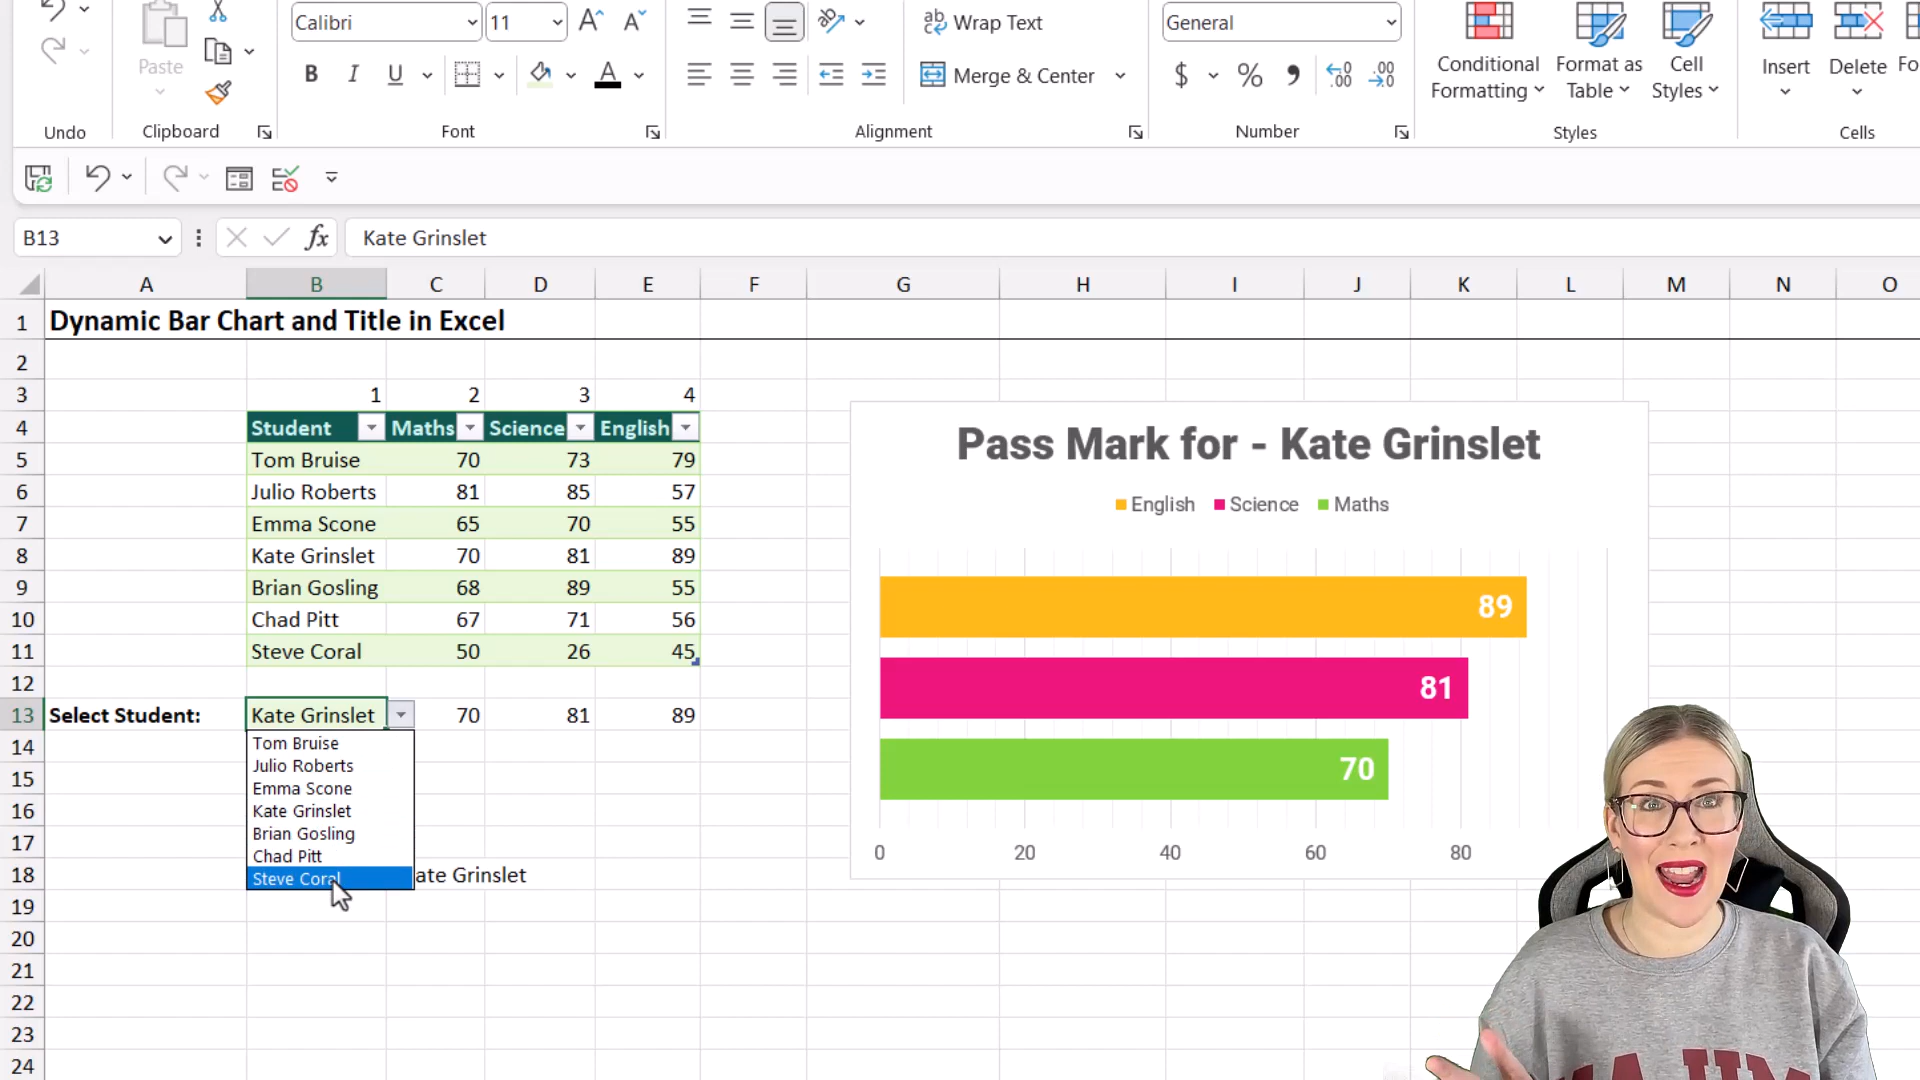 Calibri 11 Wrap Text General
Paste B I U Merge & Center $ % Conditional Formatting Format as Table Cell Styles Insert Delete
Undo Clipboard Font Alignment Number Styles Cells
B13 fx Kate Grinslet
A B C D E F G H I J K L M N O
1 Dynamic Bar Chart and Title in Excel
2
3 1 2 3 4
4 Student Maths Science English
5 Tom Bruise 70 73 79
6 Julio Roberts 81 85 57
7 Emma Scone 65 70 55
8 Kate Grinslet 70 81 89
9 Brian Gosling 68 89 55
10 Chad Pitt 67 71 56
11 Steve Coral 50 26 45
12
13 Select Student: Kate Grinslet 70 81 89
14
15
16
17
18 ate Grinslet
19
20
21
22
23
24
Tom Bruise
Julio Roberts
Emma Scone
Kate Grinslet
Brian Gosling
Chad Pitt
Steve Coral
Pass Mark for - Kate Grinslet
English Science Maths
89
81
70
0 20 40 60 80